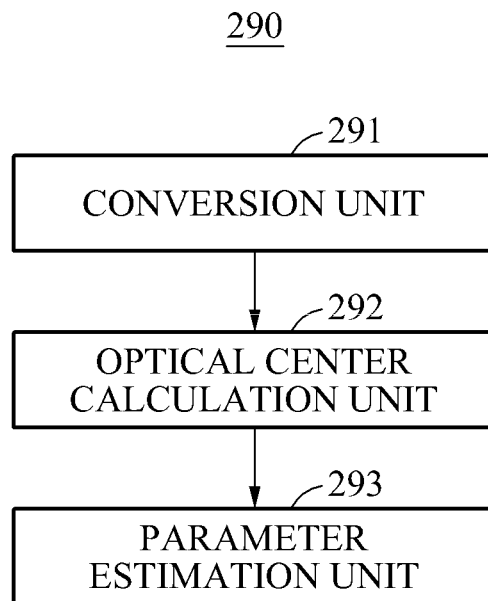 290
291
CONVERSION UNIT
292
OPTICAL CENTER
CALCULATION UNIT
293
PARAMETER
ESTIMATION UNIT